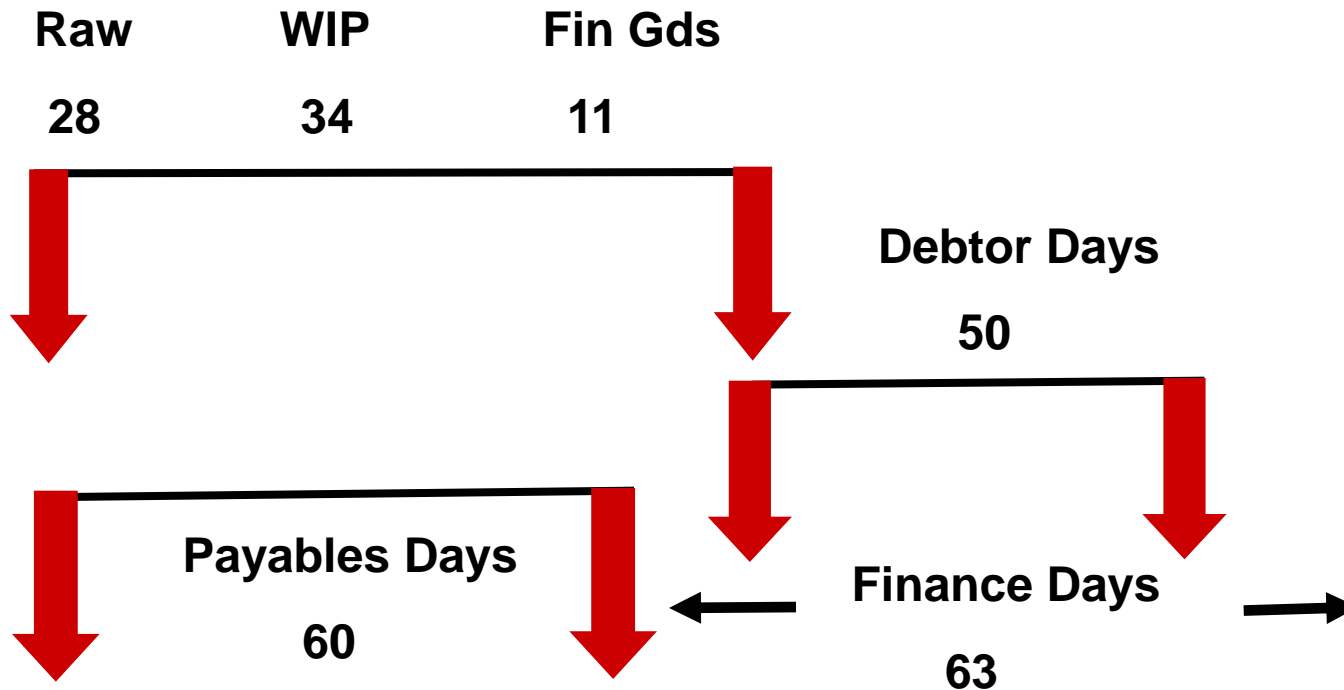 Raw WIP Fin Gds
28 34 11
Debtor Days
50
Payables Days
60
Finance Days
63